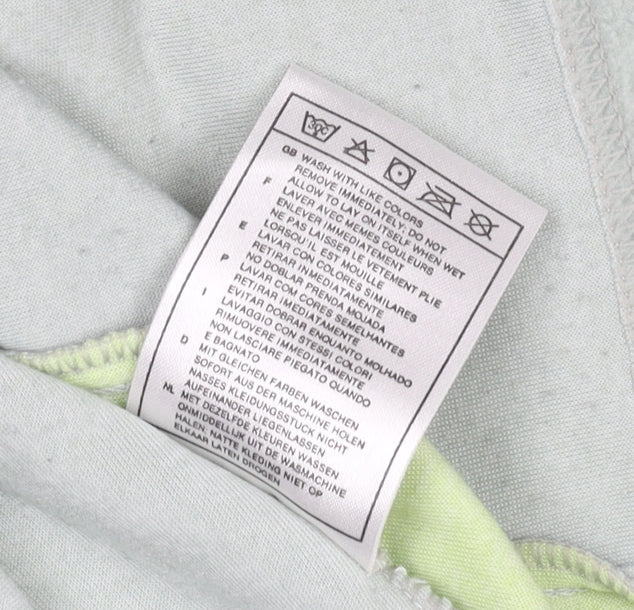 30C
GB WASH WITH LIKE COLORS
REMOVE IMMEDIATELY: DO NOT
ALLOW TO LAY ON ITSELF WHEN WET
F LAVER AVEC MEMES COULEURS
ENLEVER IMMEDIATEMENT
NE PAS LAISSER LE VETEMENT PLIE
LORSQU'IL EST MOUILLE
E LAVAR CON COLORES SIMILARES
RETIRAR INMEDIATAMENTE
NO DOBLAR PRENDA MOJADA
P LAVAR COM CORES SEMELHANTES
RETIRAR IMEDIATAMENTE
EVITAR DOBRAR ENQUANTO MOLHADO
I LAVAGGIO CON STESSI COLORI
RIMUOVERE IMMEDIATAMENTE
NON LASCIARE PIEGATO QUANDO
E BAGNATO
D MIT GLEICHEN FARBEN WASCHEN
SOFORT AUS DER MASCHINE HOLEN
NASSES KLEIDUNGSSTUCK NICHT
AUFEINANDER LIEGENLASSEN
NL MET DEZELFDE KLEUREN WASSEN
ONMIDDELLIJK UIT DE WASMACHINE
HALEN: NATTE KLEDING NIET OP
ELKAAR LATEN DROGEN